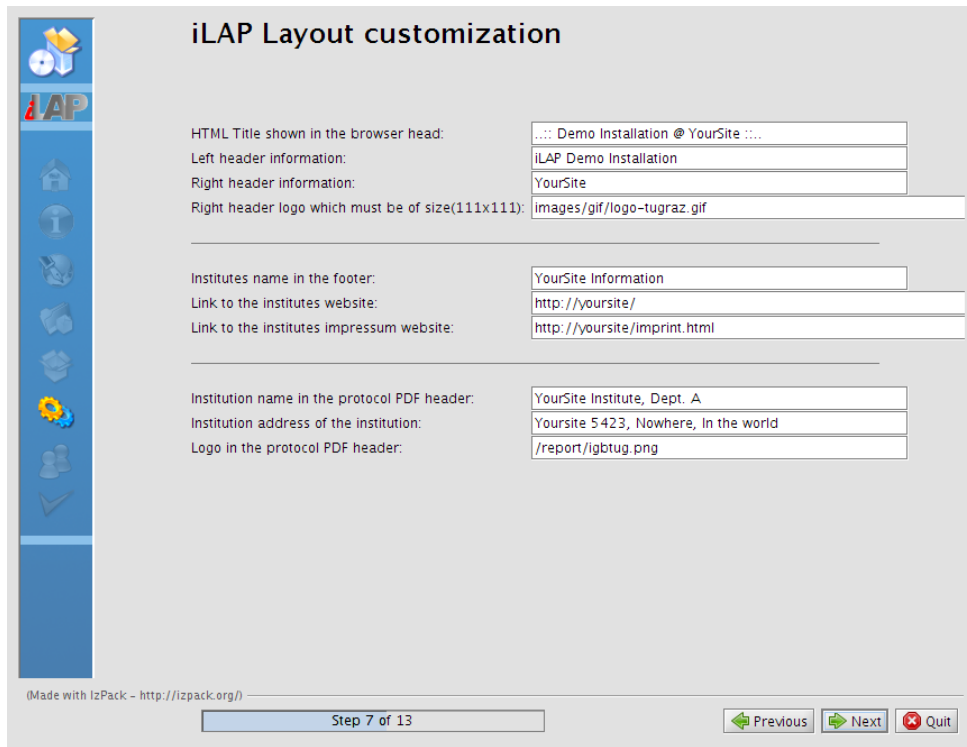 iLAP Layout customization
iLAP
HTML Title shown in the browser head: ..:: Demo Installation @ YourSite ::..
Left header information: iLAP Demo Installation
Right header information: YourSite
Right header logo which must be of size(111x111): images/gif/logo-tugraz.gif
Institutes name in the footer: YourSite Information
Link to the institutes website: http://yoursite/
Link to the institutes impressum website: http://yoursite/imprint.html
Institution name in the protocol PDF header: YourSite Institute, Dept. A
Institution address of the institution: Yoursite 5423, Nowhere, In the world
Logo in the protocol PDF header: /report/igbtug.png
(Made with IzPack - http://izpack.org/)
Step 7 of 13 Previous Next Quit